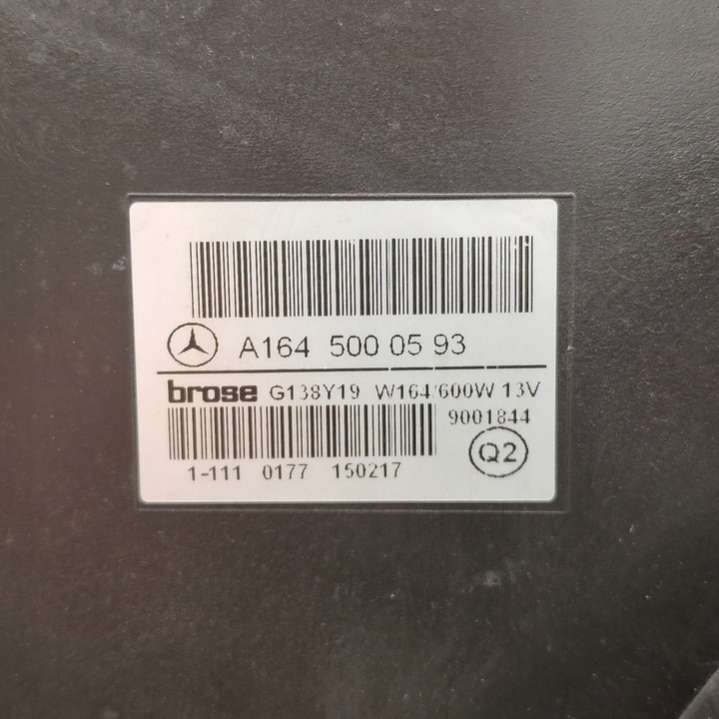 A164 500 05 93
brose G138Y19 W164/600W 13V
9001844
Q2
1-111 0177 150217